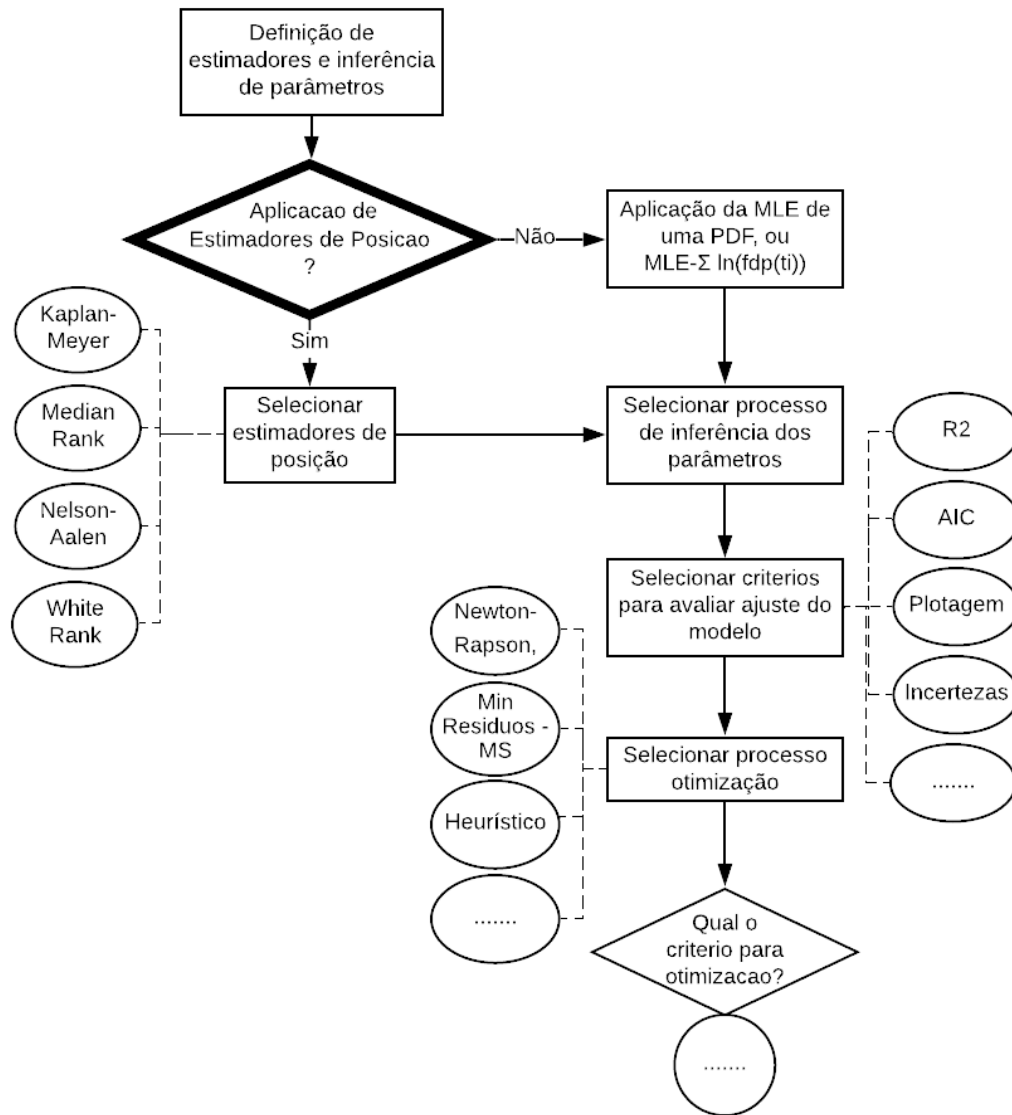 Definição de
estimadores e inferência
de parâmetros
Aplicacao de
Estimadores de Posicao
?
Não
Aplicação da MLE de
uma PDF, ou
MLE-Σ ln(fdp(ti))
Sim
Kaplan-
Meyer
Median
Rank
Nelson-
Aalen
White
Rank
Selecionar
estimadores de
posição
Selecionar processo
de inferência dos
parâmetros
R2
AIC
Plotagem
Incertezas
.......
Selecionar criterios
para avaliar ajuste do
modelo
Newton-
Rapson,
Min
Residuos -
MS
Heurístico
.......
Selecionar processo
otimização
Qual o
criterio para
otimizacao?
.......